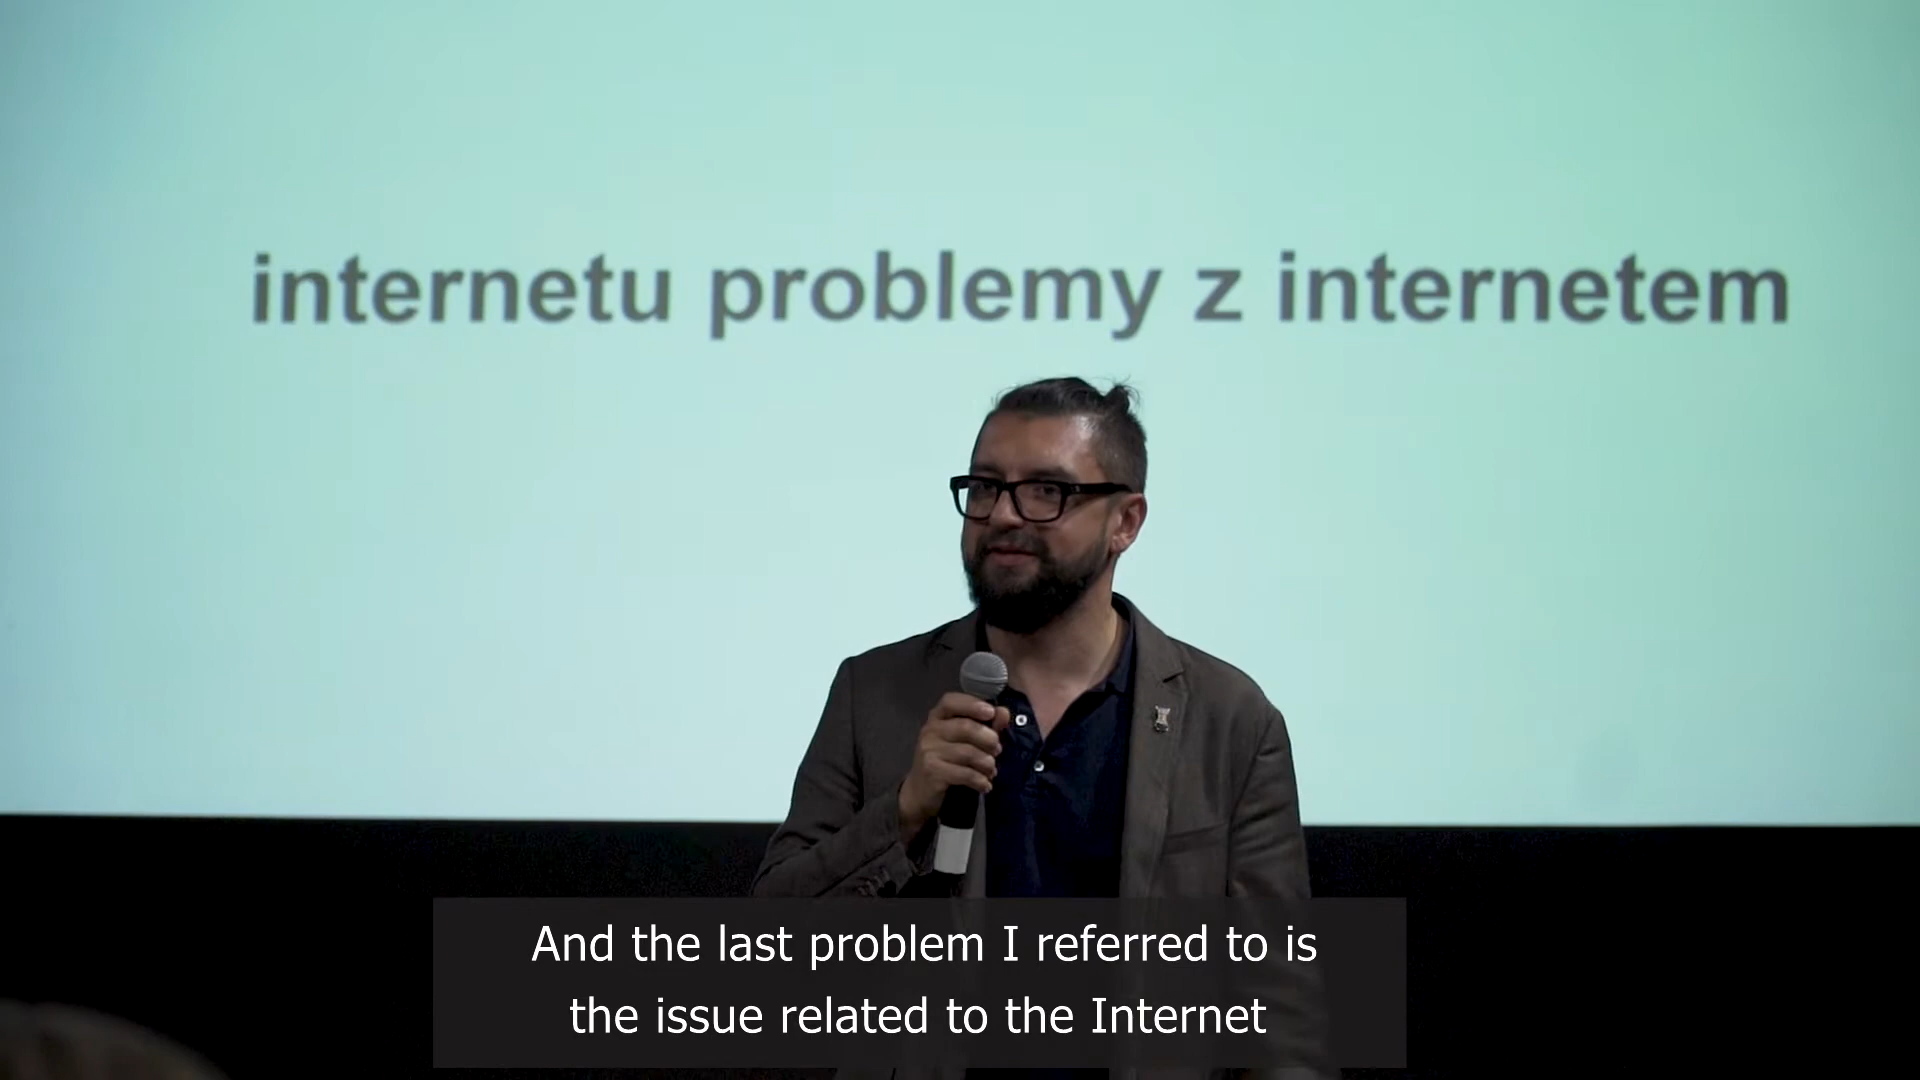 internetu problemy z internetem
And the last problem I referred to is
the issue related to the Internet